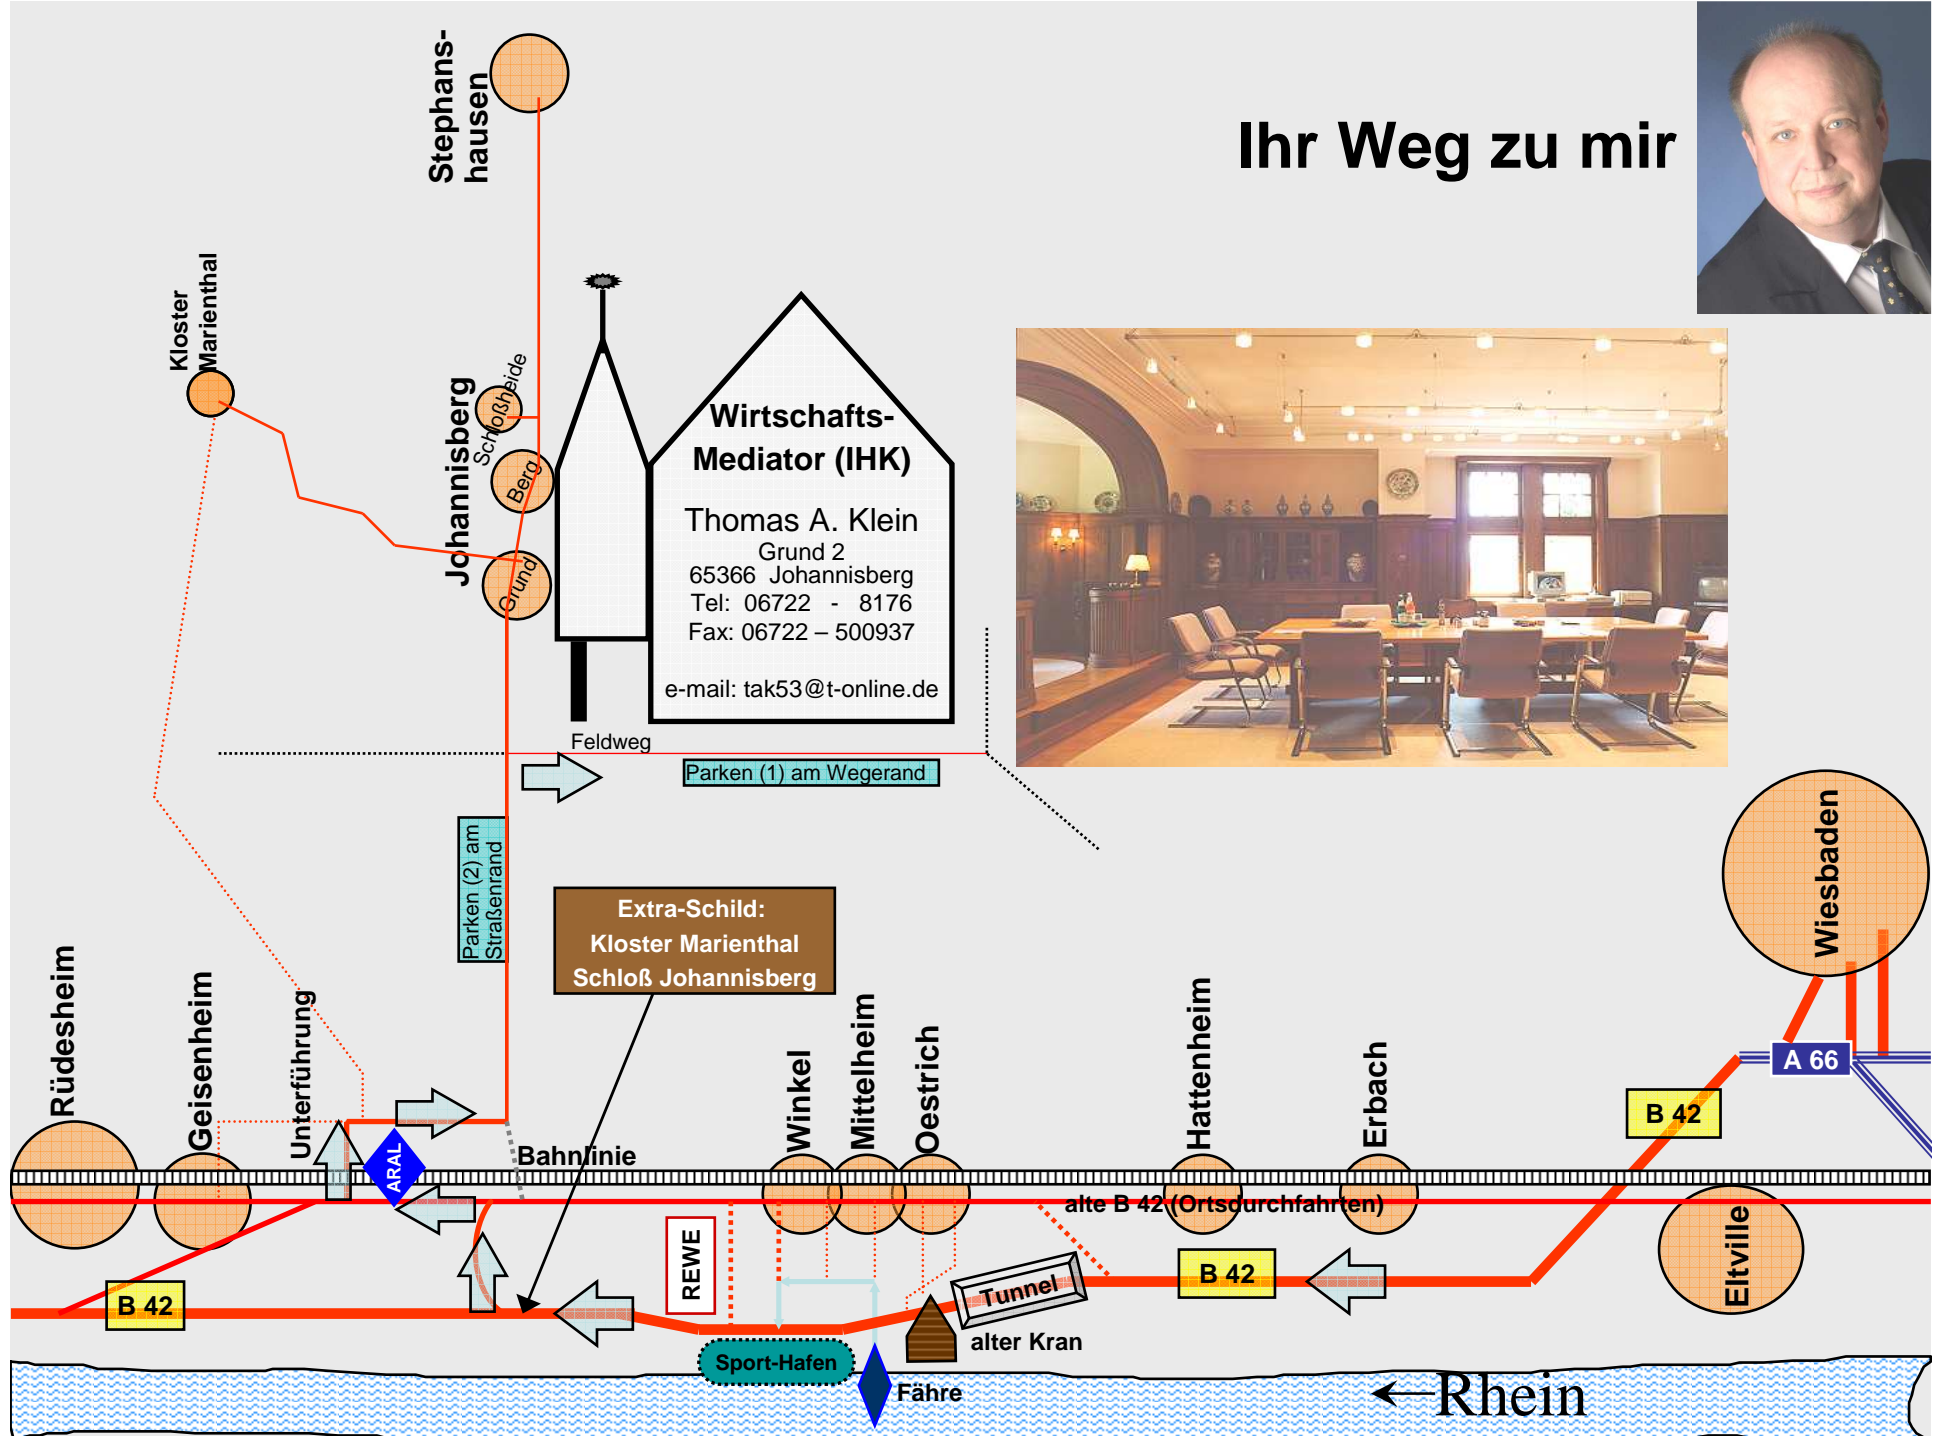 Ihr Weg zu mir
Stephans-
hausen
Kloster
Marienthal
Johannisberg
Schloßheide
Berg
Grund
Wirtschafts-
Mediator (IHK)
Thomas A. Klein
Grund 2
65366 Johannisberg
Tel: 06722 - 8176
Fax: 06722 – 500937
e-mail: tak53@t-online.de
Feldweg
Parken (1) am Wegerand
Parken (2) am
Straßenrand
Extra-Schild:
Kloster Marienthal
Schloß Johannisberg
Wiesbaden
A 66
B 42
Rüdesheim
Geisenheim
Unterführung
ARAL
Bahnlinie
Winkel
Mittelheim
Oestrich
Hattenheim
Erbach
alte B 42 (Ortsdurchfahrten)
Eltville
REWE
B 42
B 42
Tunnel
alter Kran
Sport-Hafen
Fähre
←Rhein